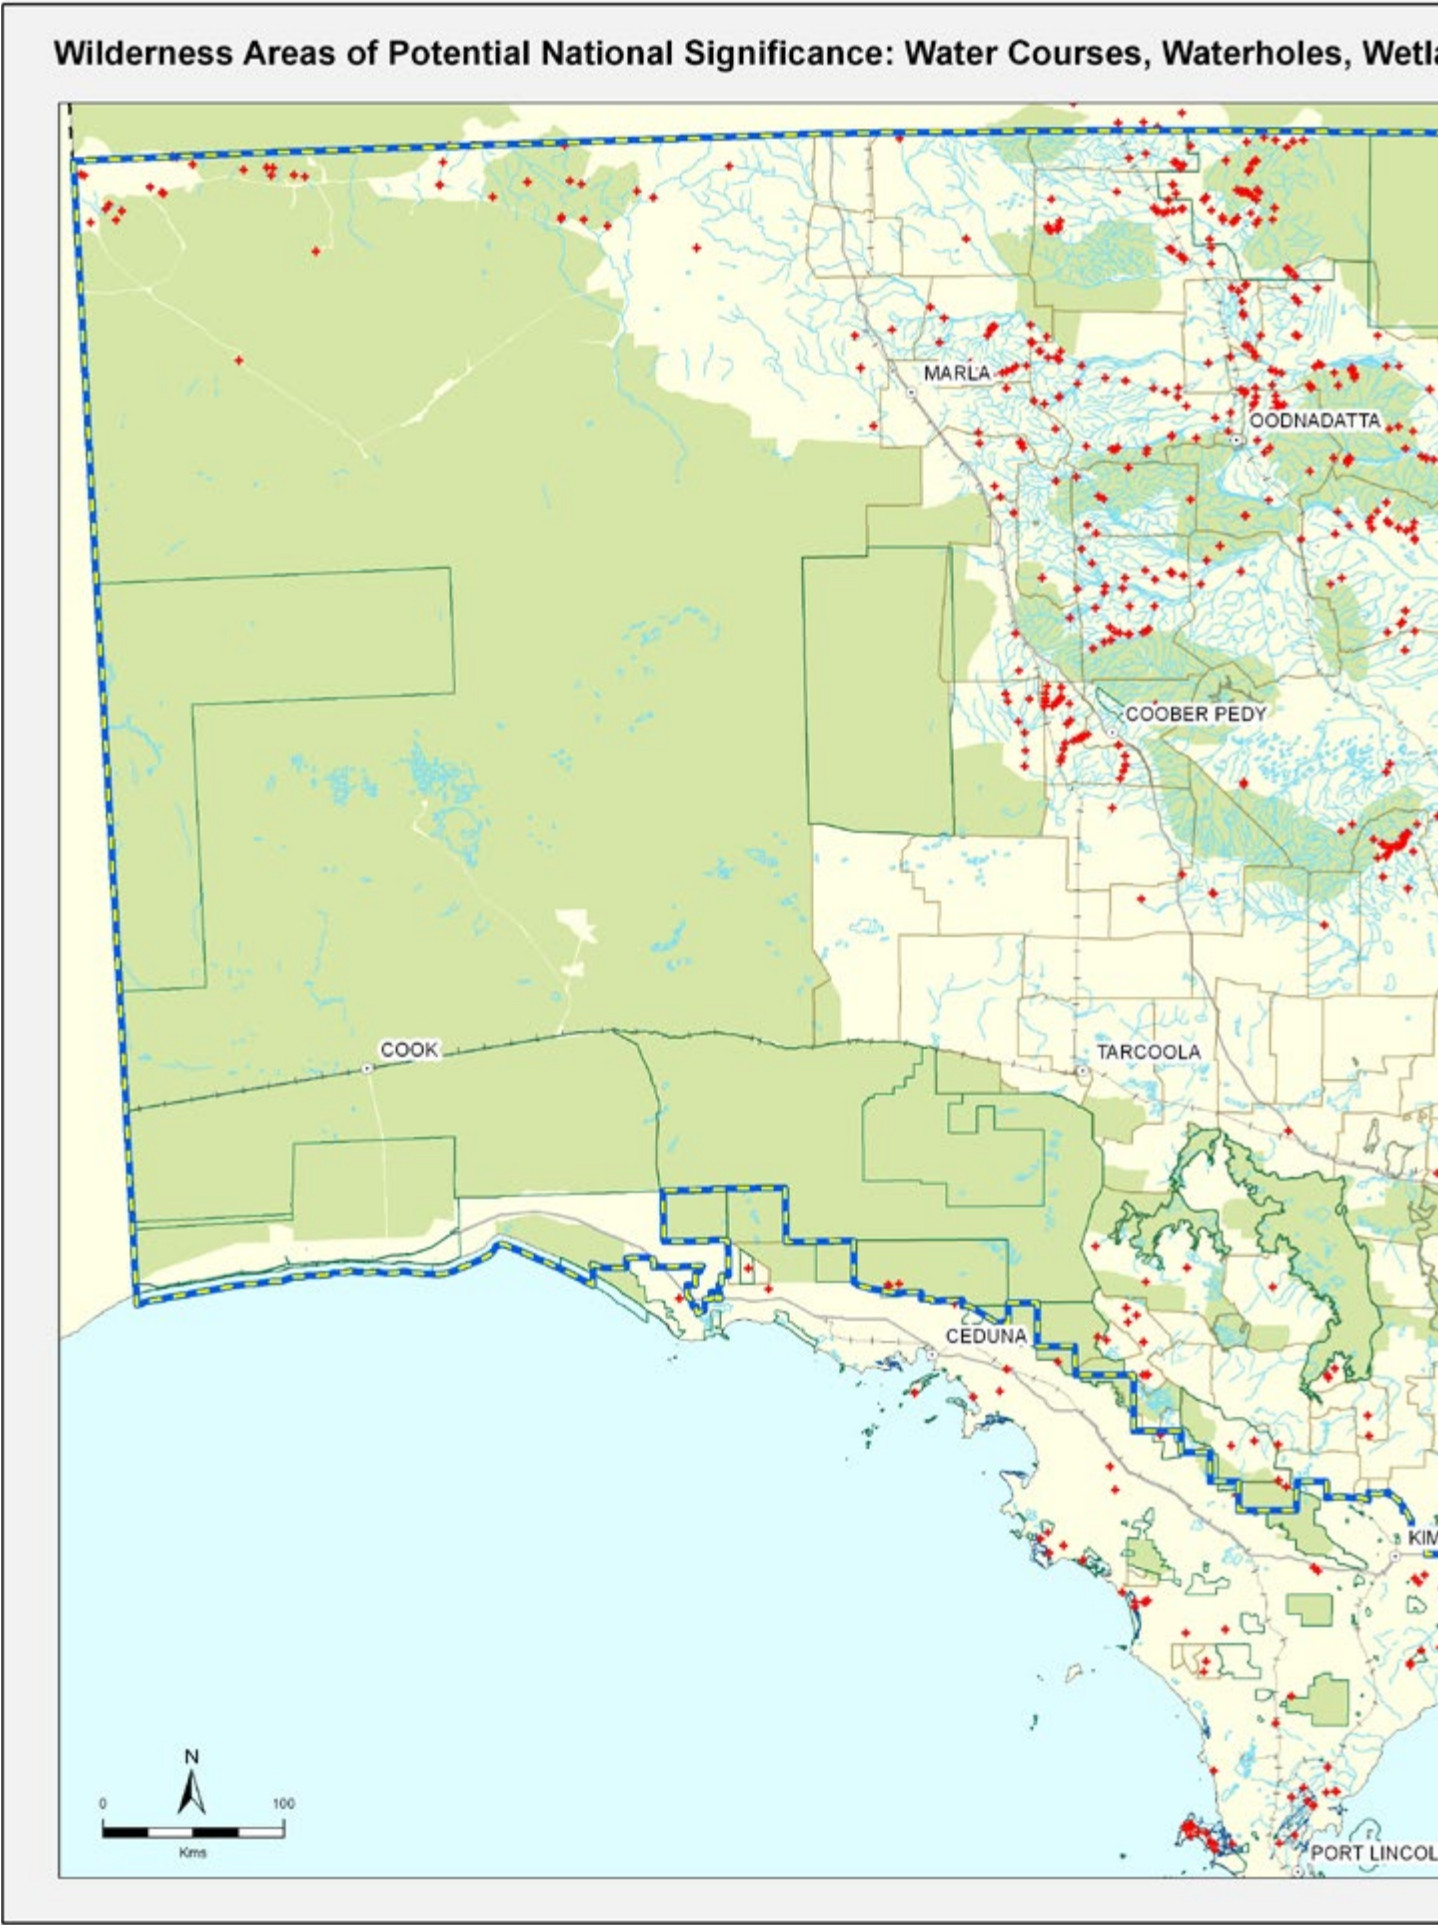 Wilderness Areas of Potential National Significance: Water Courses, Waterholes, Wetla
MARLA
OODNADATTA
COOBER PEDY
COOK
TARCOOLA
CEDUNA
KIM
N
0 100
Kms
PORT LINCOL